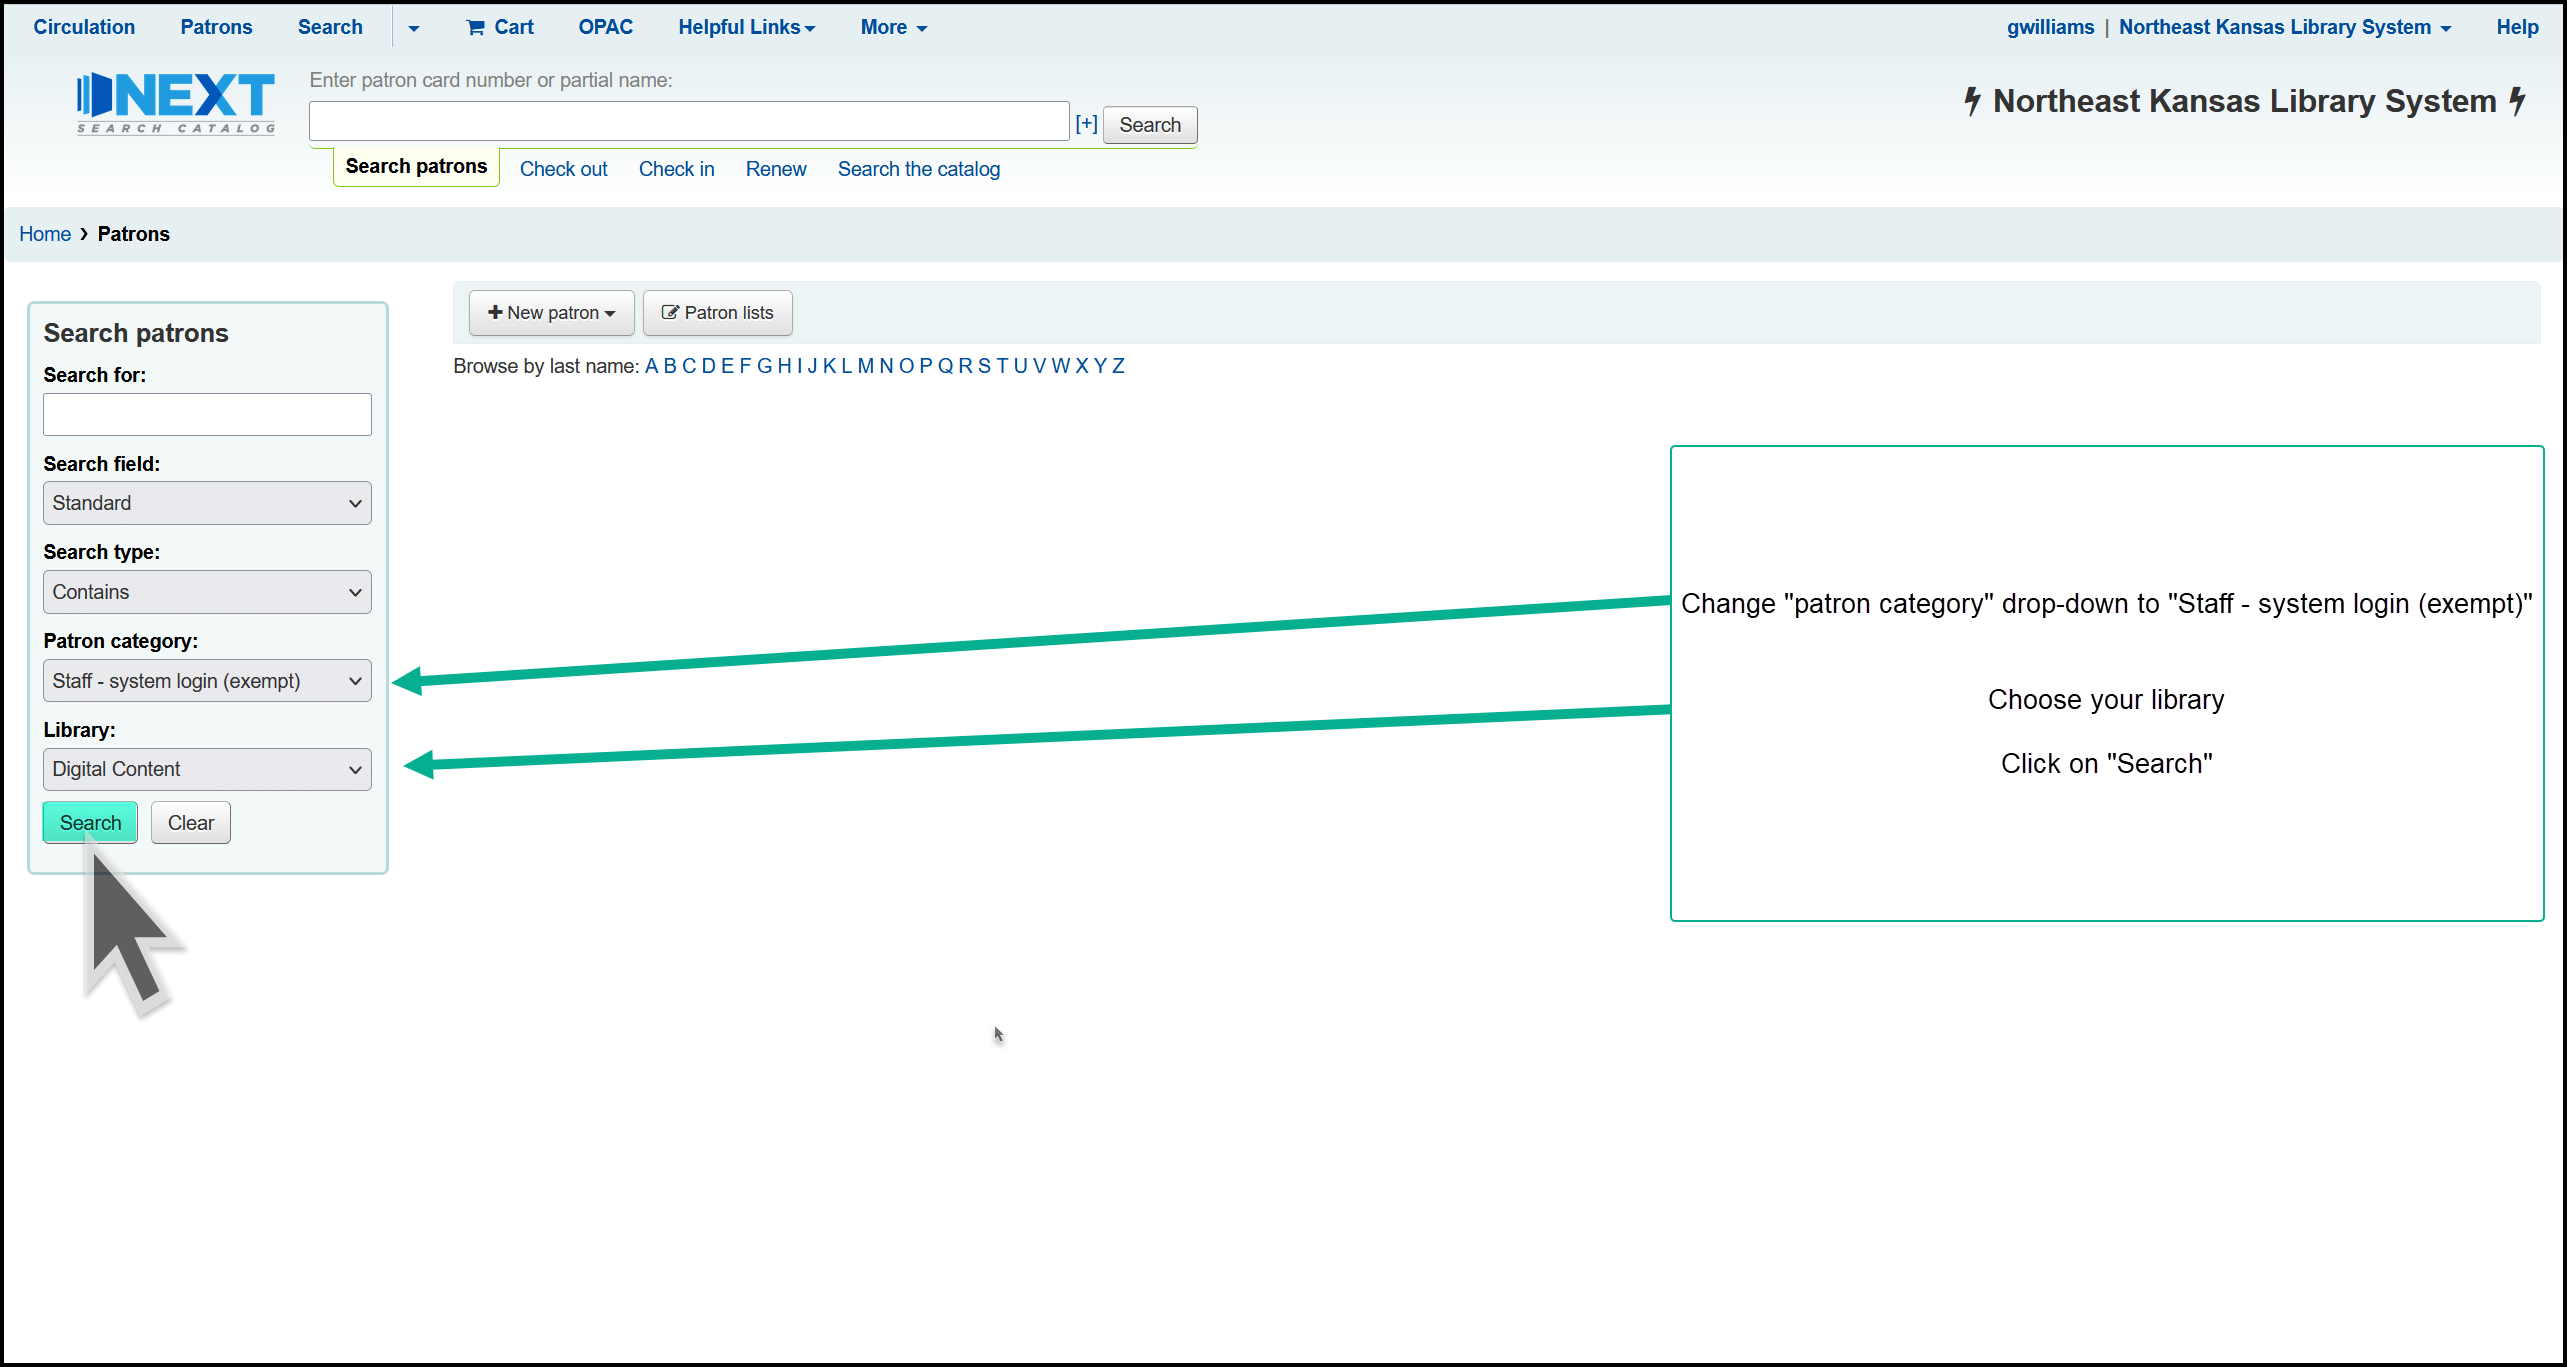 Circulation Patrons Search Cart OPAC Helpful Links More gwilliams | Northeast Kansas Library System Help
NEXT
SEARCH CATALOG
Enter patron card number or partial name:
[+] Search
Northeast Kansas Library System
Search patrons Check out Check in Renew Search the catalog
Home › Patrons
Search patrons
Search for:
Search field:
Standard
Search type:
Contains
Patron category:
Staff - system login (exempt)
Library:
Digital Content
Search Clear
New patron Patron lists
Browse by last name: A B C D E F G H I J K L M N O P Q R S T U V W X Y Z
Change "patron category" drop-down to "Staff - system login (exempt)"
Choose your library
Click on "Search"